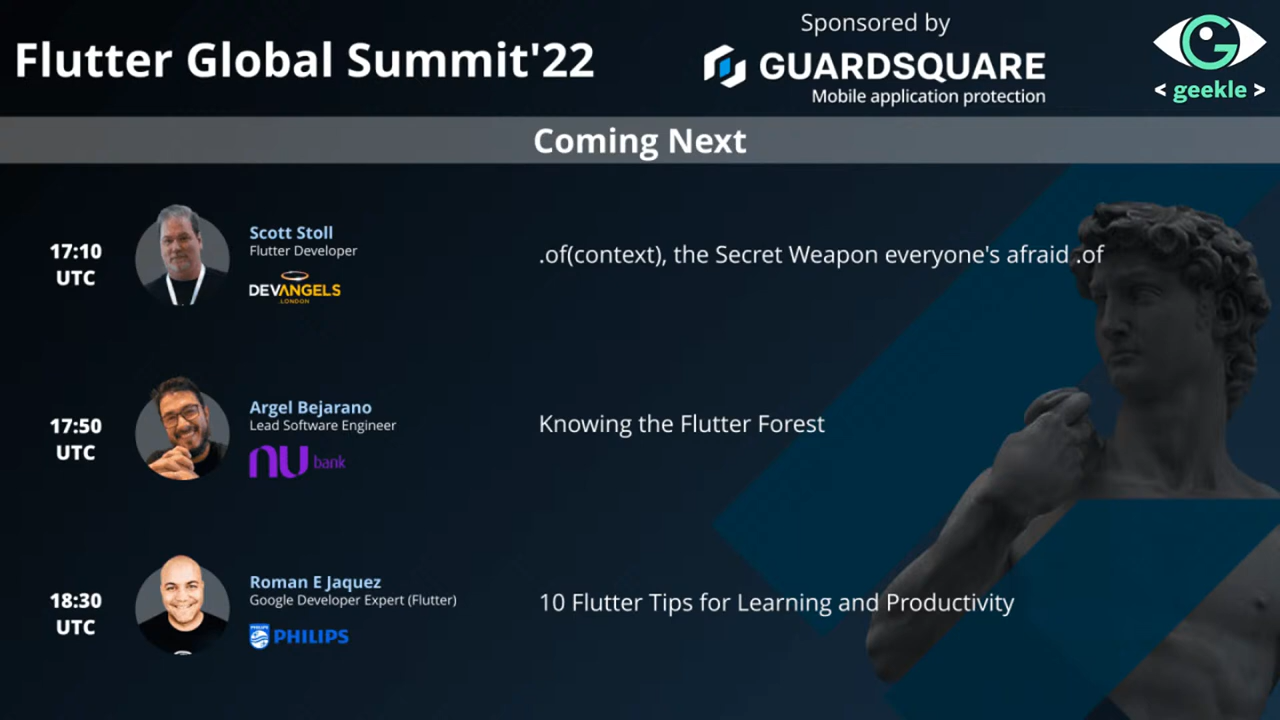 Flutter Global Summit'22
Sponsored by
GUARDSQUARE
Mobile application protection
G
< geekle >
Coming Next
17:10
UTC
Scott Stoll
Flutter Developer
DEVANGELS
.LONDON
.of(context), the Secret Weapon everyone's afraid .of
17:50
UTC
Argel Bejarano
Lead Software Engineer
nu bank
Knowing the Flutter Forest
18:30
UTC
Roman E Jaquez
Google Developer Expert (Flutter)
PHILIPS
10 Flutter Tips for Learning and Productivity